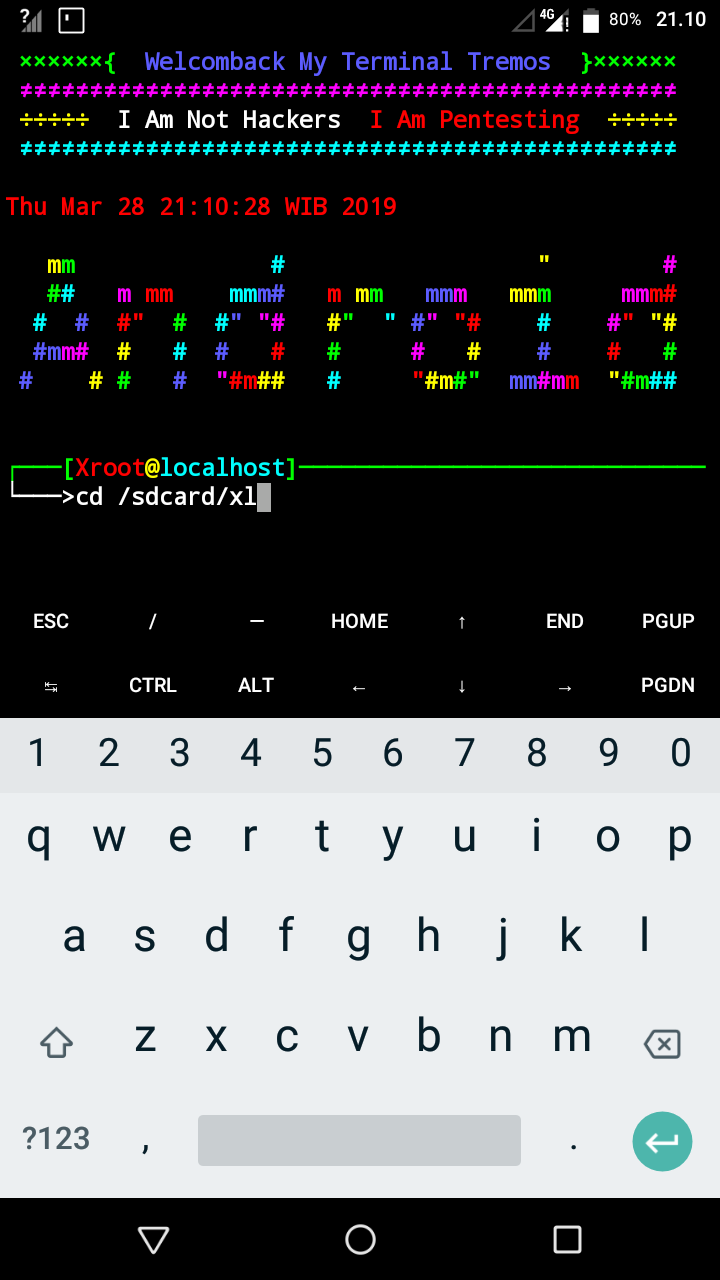 ? 4G ! 80% 21.10
××××××{ Welcomback My Terminal Tremos }××××××
≠≠≠≠≠≠≠≠≠≠≠≠≠≠≠≠≠≠≠≠≠≠≠≠≠≠≠≠≠≠≠≠≠≠≠≠≠≠≠≠≠≠≠≠≠≠≠
÷÷÷÷÷ I Am Not Hackers I Am Pentesting ÷÷÷÷÷
≠≠≠≠≠≠≠≠≠≠≠≠≠≠≠≠≠≠≠≠≠≠≠≠≠≠≠≠≠≠≠≠≠≠≠≠≠≠≠≠≠≠≠≠≠≠≠
Thu Mar 28 21:10:28 WIB 2019
   mm              #                  "        #
   ##   m mm    mmm#   m mm   mmm   mmm     mmm#
  #  #  #"  #  #" "#   #"  " #" "#    #    #" "#
  #mm#  #   #  #   #   #     #   #    #    #   #
 #    # #   #  "#m##   #     "#m#"  mm#mm  "#m##
┌───[Xroot@localhost]─────────────────────────────
└───>cd /sdcard/xl
ESC / — HOME ↑ END PGUP
↹ CTRL ALT ← ↓ → PGDN
1 2 3 4 5 6 7 8 9 0
q w e r t y u i o p
a s d f g h j k l
z x c v b n m
?123 , .